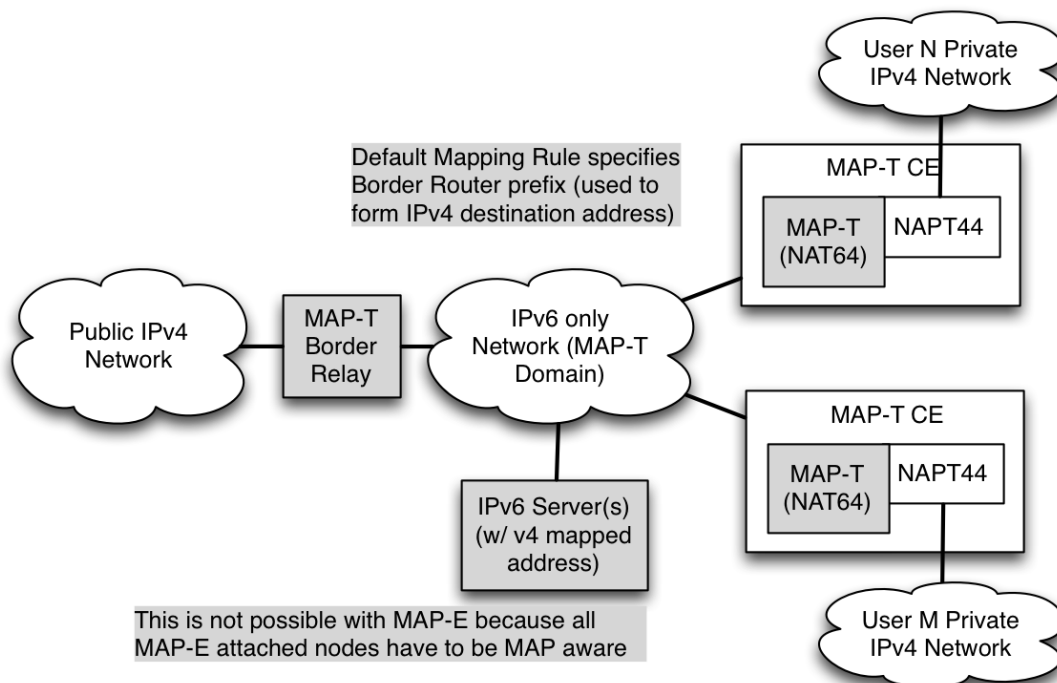 User N Private
IPv4 Network
Default Mapping Rule specifies
Border Router prefix (used to
form IPv4 destination address)
MAP-T CE
MAP-T
(NAT64)
NAPT44
Public IPv4
Network
MAP-T
Border
Relay
IPv6 only
Network (MAP-T
Domain)
MAP-T CE
MAP-T
(NAT64)
NAPT44
IPv6 Server(s)
(w/ v4 mapped
address)
This is not possible with MAP-E because all
MAP-E attached nodes have to be MAP aware
User M Private
IPv4 Network